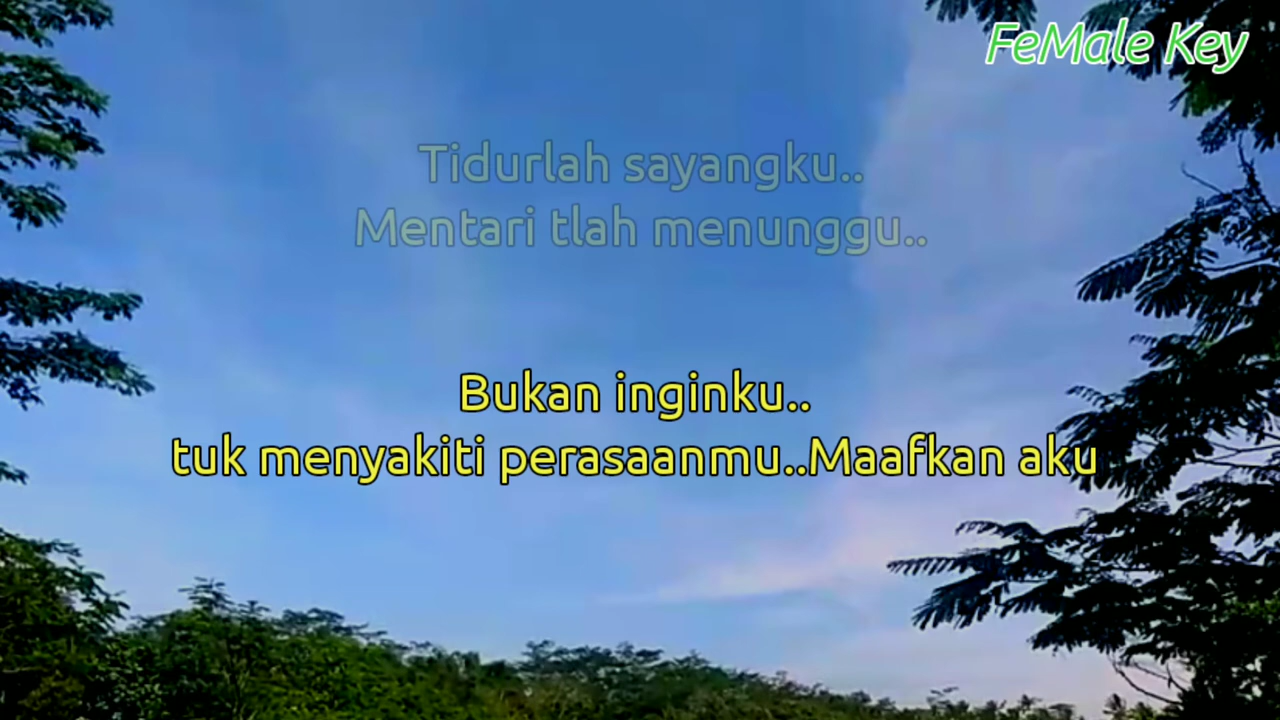 FeMale Key
Tidurlah sayangku..
Mentari tlah menunggu..
Bukan inginku..
tuk menyakiti perasaanmu..Maafkan aku